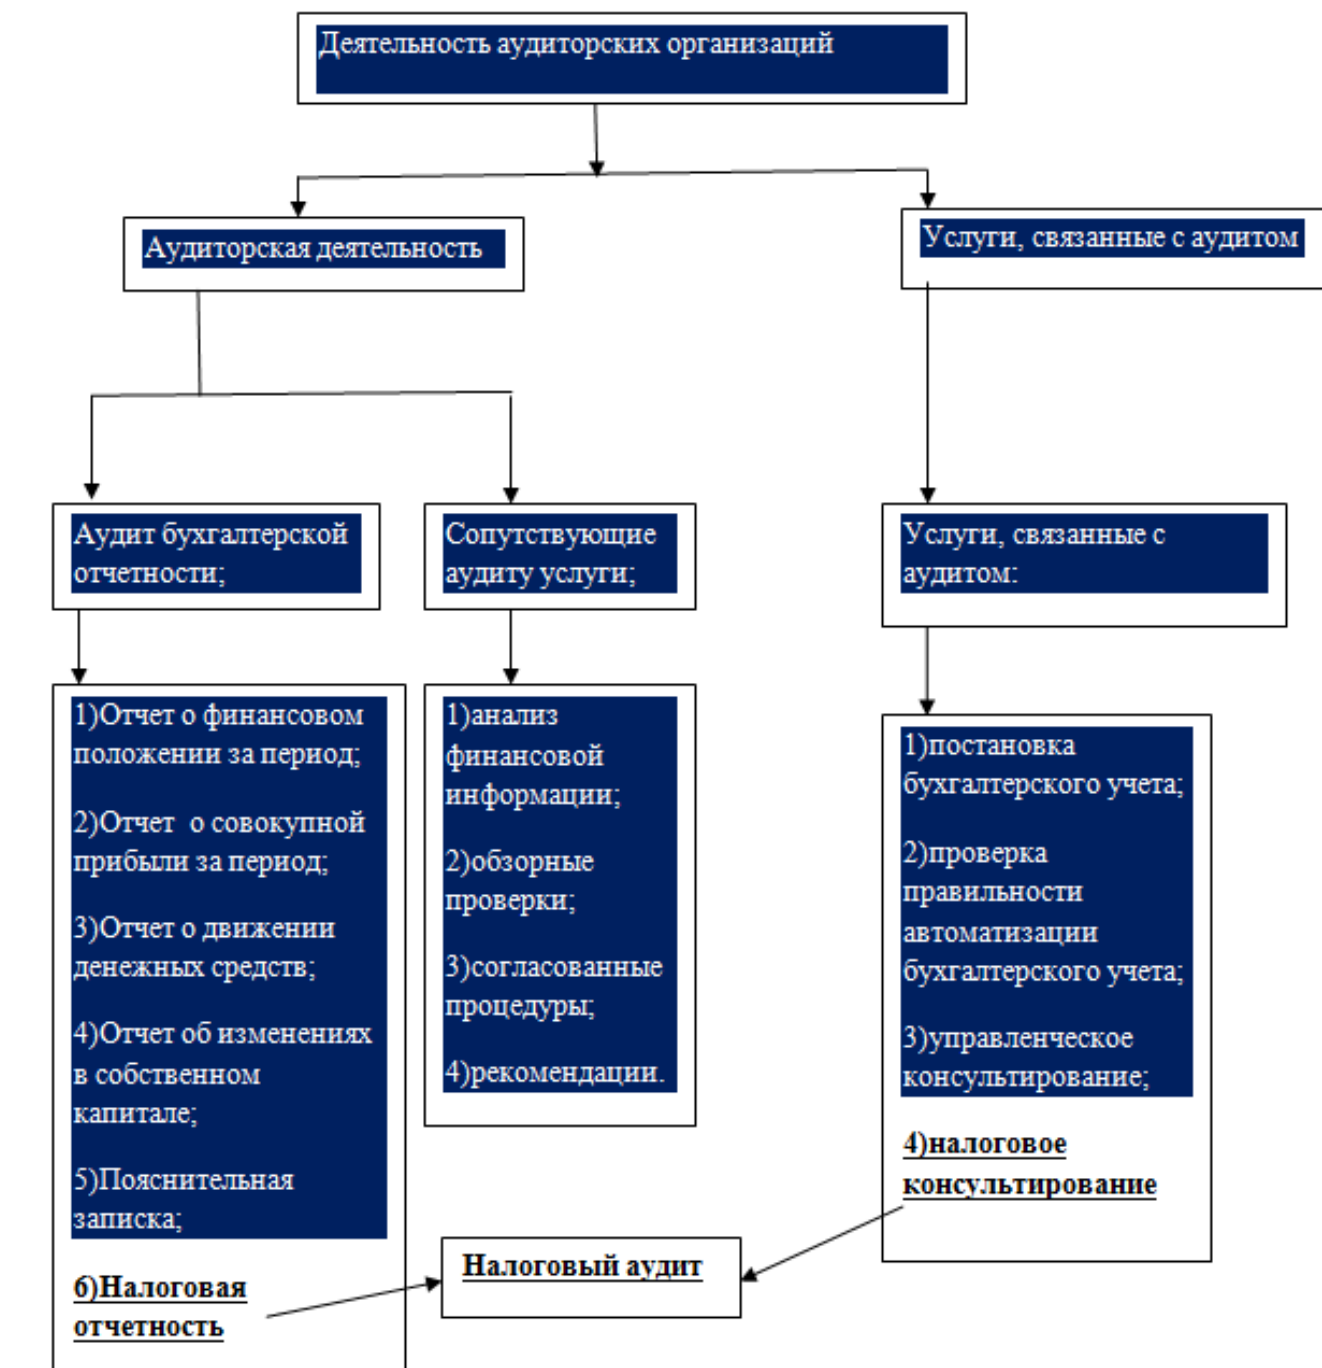 Деятельность аудиторских организаций
Аудиторская деятельность
Услуги, связанные с аудитом
Аудит бухгалтерской
отчетности;
Сопутствующие
аудиту услуги;
Услуги, связанные с
аудитом:
1)Отчет о финансовом
положении за период;
2)Отчет о совокупной
прибыли за период;
3)Отчет о движении
денежных средств;
4)Отчет об изменениях
в собственном
капитале;
5)Пояснительная
записка;
6)Налоговая
отчетность
1)анализ
финансовой
информации;
2)обзорные
проверки;
3)согласованные
процедуры;
4)рекомендации.
1)постановка
бухгалтерского учета;
2)проверка
правильности
автоматизации
бухгалтерского учета;
3)управленческое
консультирование;
4)налоговое
консультирование
Налоговый аудит